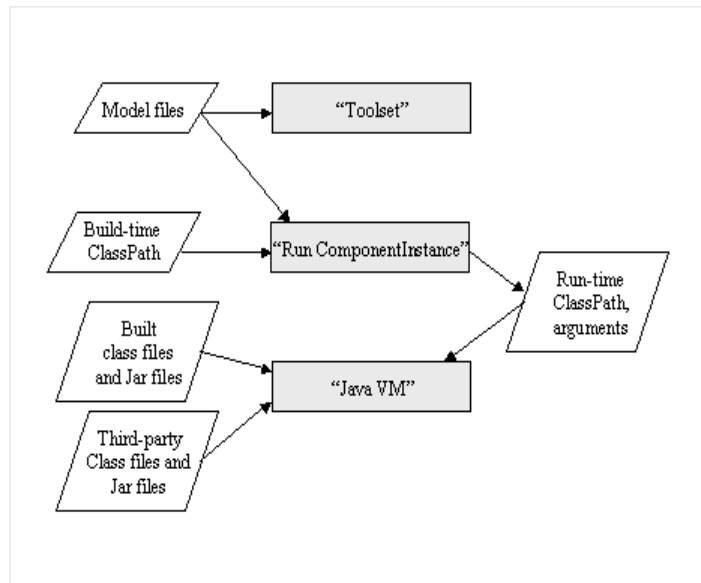 Model files
“Toolset”
Build-time
ClassPath
“Run ComponentInstance”
Run-time
ClassPath,
arguments
Built
class files
and Jar files
“Java VM”
Third-party
Class files and
Jar files